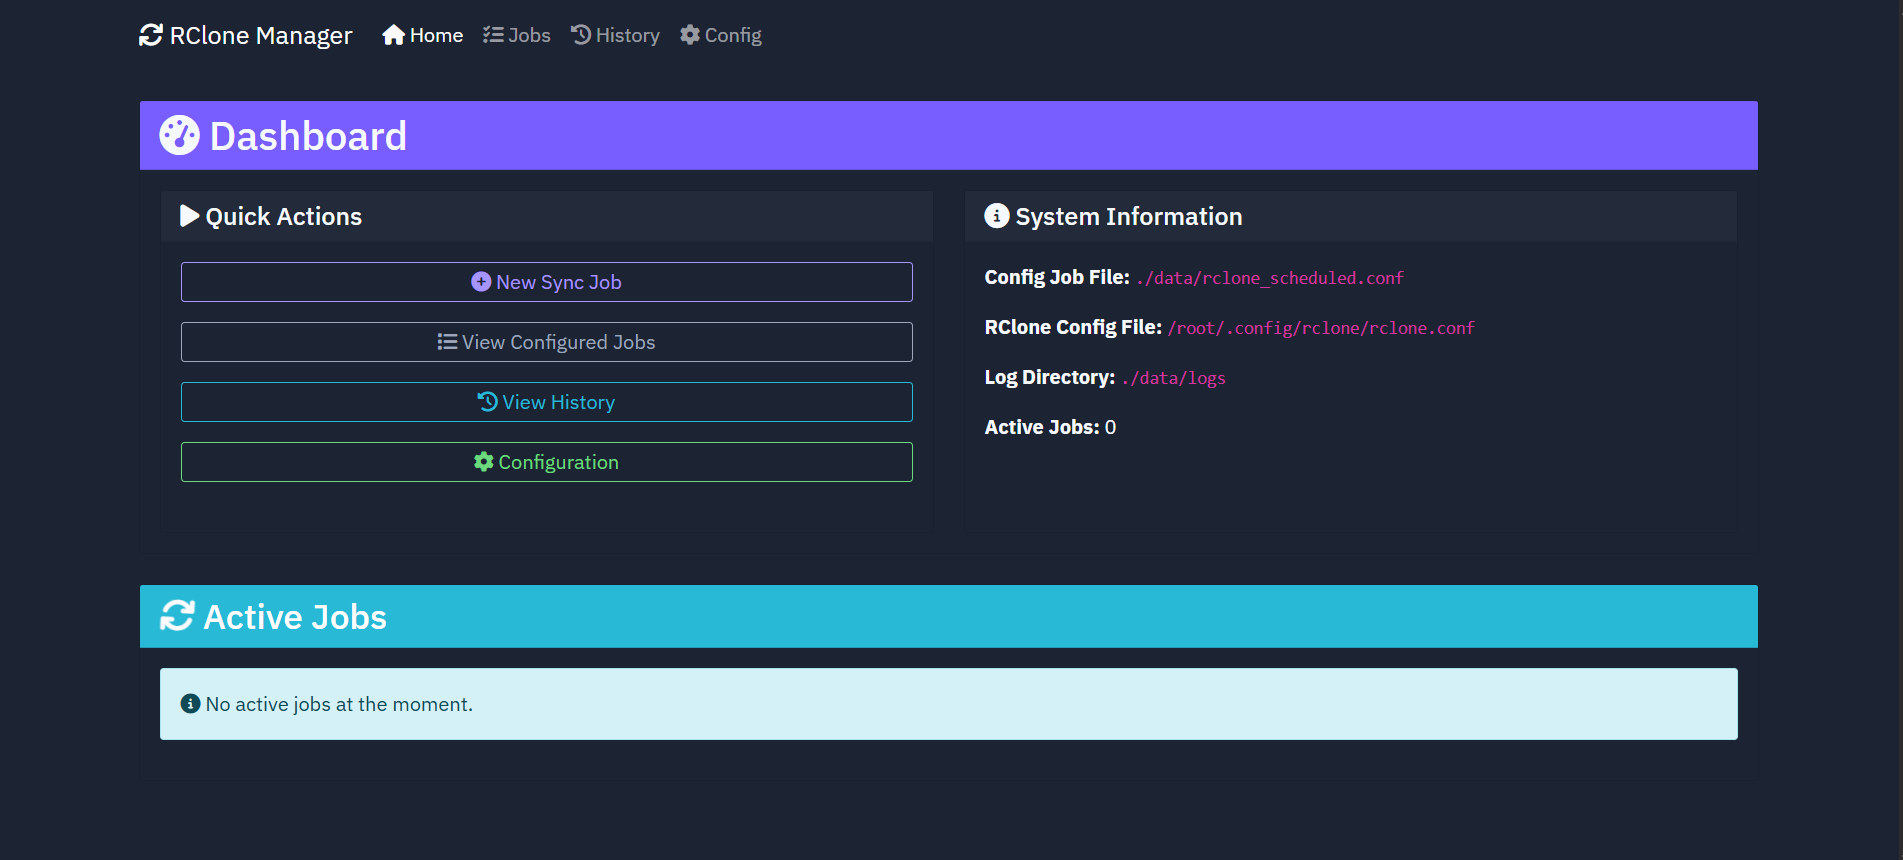 RClone Manager Home Jobs History Config
Dashboard
Quick Actions
New Sync Job
View Configured Jobs
View History
Configuration
System Information
Config Job File: ./data/rclone_scheduled.conf
RClone Config File: /root/.config/rclone/rclone.conf
Log Directory: ./data/logs
Active Jobs: 0
Active Jobs
No active jobs at the moment.